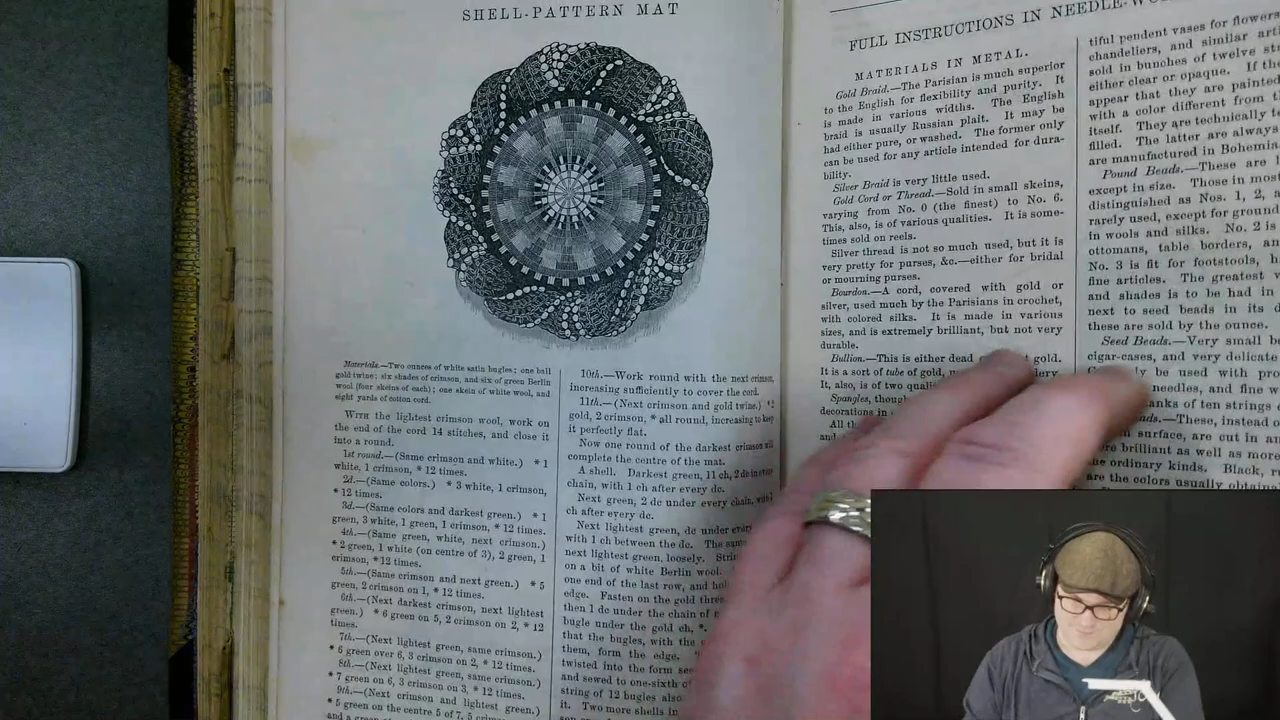 SHELL-PATTERN MAT
Materials.—Two ounces of white satin bugles; one ball
gold twine; six shades of crimson, and six of green Berlin
wool (four skeins of each); one skein of white wool, and
eight yards of cotton cord.
WITH the lightest crimson wool, work on
the end of the cord 14 stitches, and close it
into a round.
1st round.—(Same crimson and white.) * 1
white, 1 crimson, * 12 times.
2d.—(Same colors.) * 3 white, 1 crimson,
* 12 times.
3d.—(Same colors and darkest green.) * 1
green, 3 white, 1 green, 1 crimson, * 12 times.
4th.—(Same green, white, next crimson.)
* 2 green, 1 white (on centre of 3), 2 green, 1
crimson, * 12 times.
5th.—(Same crimson and next green.) * 5
green, 2 crimson on 1, * 12 times.
6th.—(Next darkest crimson, next lightest
green.) * 6 green on 5, 2 crimson on 2, * 12
times.
7th.—(Next lightest green, same crimson.)
* 6 green over 6, 3 crimson on 2, * 12 times.
8th.—(Next lightest green, same crimson.)
* 7 green on 6, 3 crimson on 3, * 12 times.
9th.—(Next crimson and lightest green.)
* 5 green on the centre 5 of 7, 5
10th.—Work round with the next crimson,
increasing sufficiently to cover the cord.
11th.—(Next crimson and gold twine.) * 2
gold, 2 crimson, * all round, increasing to keep
it perfectly flat.
Now one round of the darkest crimson will
complete the centre of the mat.
A shell. Darkest green, 11 ch, 2 dc in every
chain, with 1 ch after every dc.
Next green, 2 dc under every chain, with 1
ch after every dc.
Next lightest green, dc under every
with 1 ch between the dc. The same
next lightest green, loosely.
on a bit of white Berlin wool.
one end of the last row, and
edge. Fasten on the gold
then 1 dc under the chain of
bugle under the gold ch, *.
that the bugles, with the
them, form the edge.
twisted into the form
and sewed to one-sixth
string of 12 bugles also
it. Two more shells in
FULL INSTRUCTIONS IN
MATERIALS IN METAL.
Gold Braid.—The Parisian is much superior
to the English for flexibility and purity. It
is made in various widths. The English
braid is usually Russian plait. It may be
had either pure, or washed. The former only
can be used for any article intended for dura-
bility.
Silver Braid is very little used.
Gold Cord or Thread.—Sold in small skeins,
varying from No. 0 (the finest) to No. 6.
This, also, is of various qualities. It is some-
times sold on reels.
Silver thread is not so much used, but it is
very pretty for purses, &c.—either for bridal
or mourning purses.
Bourdon.—A cord, covered with gold or
silver, used much by the Parisians in crochet,
with colored silks. It is made in various
sizes, and is extremely brilliant, but not very
durable.
Bullion.—This is either dead gold.
It is a sort of tube of gold,
It, also, is of two
Spangles,
decorations in
All
tiful pendent vases for flowers
chandeliers, and similar
sold in bunches of twelve
either clear or opaque. If the
appear that they are painted
with a color different from
itself. They are technically
filled. The latter are always
are manufactured in Bohemia.
Pound Beads.—These are
except in size. Those in most
distinguished as Nos. 1, 2,
rarely used, except for ground
in wools and silks. No. 2 is
ottomans, table borders,
No. 3 is fit for footstools,
fine articles. The greatest
and shades is to be had in
next to seed beads in its
these are sold by the ounce.
Seed Beads.—Very small
cigar-cases, and very delicate
be used with
needles, and fine
of ten strings
These, instead
surface, are cut in
brilliant as well as more
ordinary kinds. Black,
are the colors usually